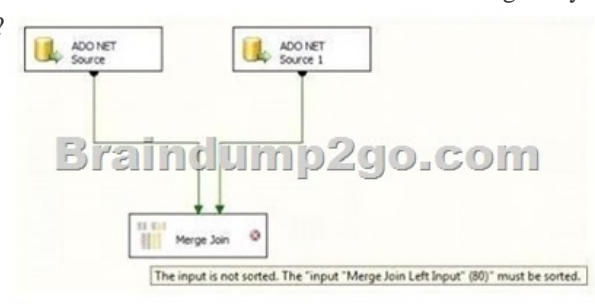 ?
ADO NET
Source
ADO NET
Source 1
Braindump2go.com
Merge Join
The input is not sorted. The "input "Merge Join Left Input" (80)" must be sorted.